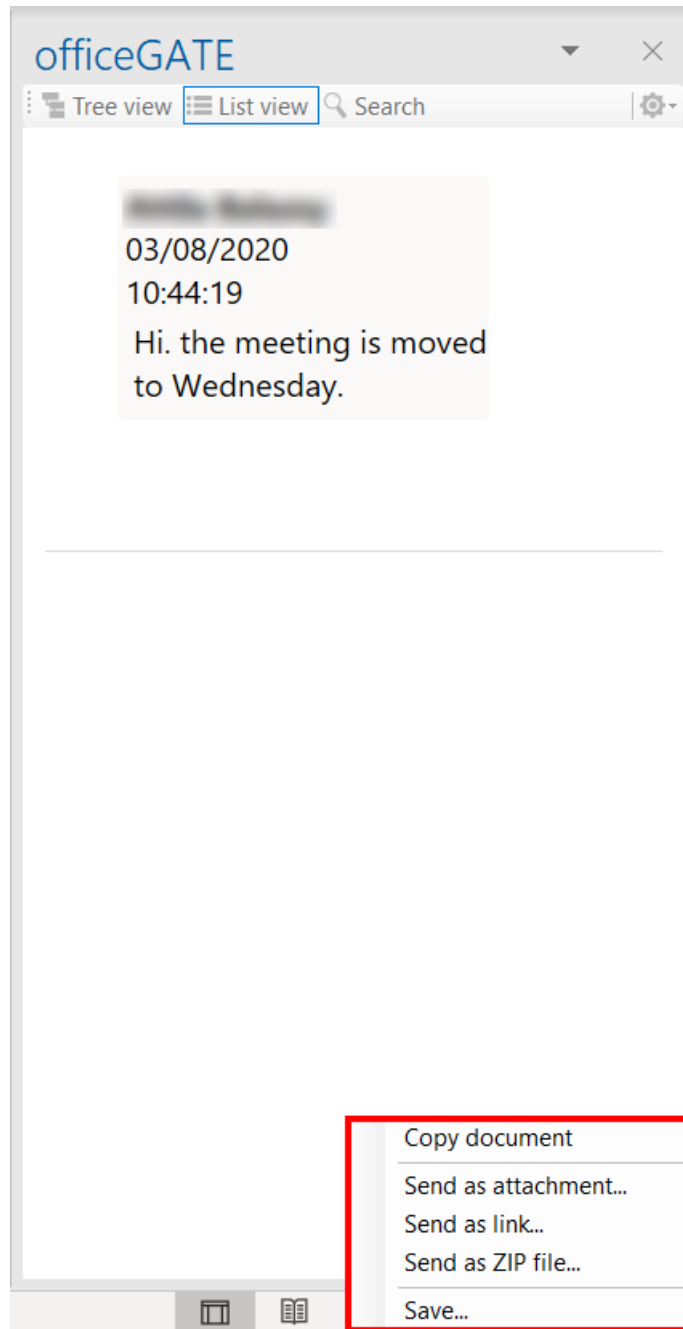 officeGATE
Tree view List view Search
03/08/2020
10:44:19
Hi. the meeting is moved
to Wednesday.
Copy document
Send as attachment...
Send as link...
Send as ZIP file...
Save...